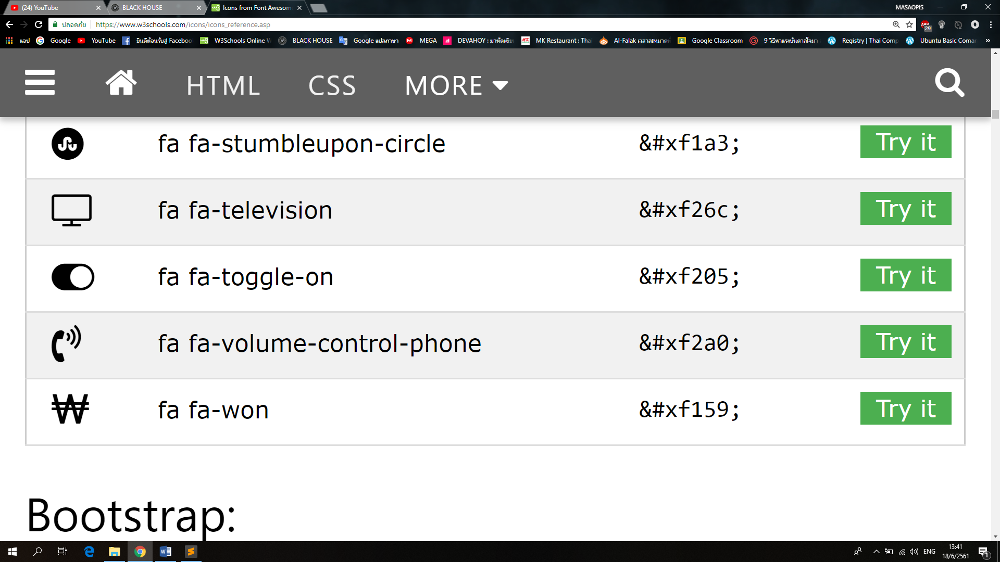 (24) YouTube
BLACK HOUSE
Icons from Font Awesom
MASAOPIS
ปลอดภัย
https://www.w3schools.com/icons/icons_reference.asp
29
แอป
Google
YouTube
ยินดีต้อนรับสู่ Faceboo
W3Schools Online W
BLACK HOUSE
Google แปลภาษา
MEGA
DEVAHOY : มาหัดเขีย
MK Restaurant : Tha
Al-Falak เวลาละหมาด
Google Classroom
9 วิธีหาแรงบันดาลใจมา
Registry | Thai Comp
Ubuntu Basic Coman
HTML
CSS
MORE
fa fa-stumbleupon-circle
&#xf1a3;
Try it
fa fa-television
&#xf26c;
Try it
fa fa-toggle-on
&#xf205;
Try it
fa fa-volume-control-phone
&#xf2a0;
Try it
fa fa-won
&#xf159;
Try it
Bootstrap:
ENG
13:41
18/6/2561
1